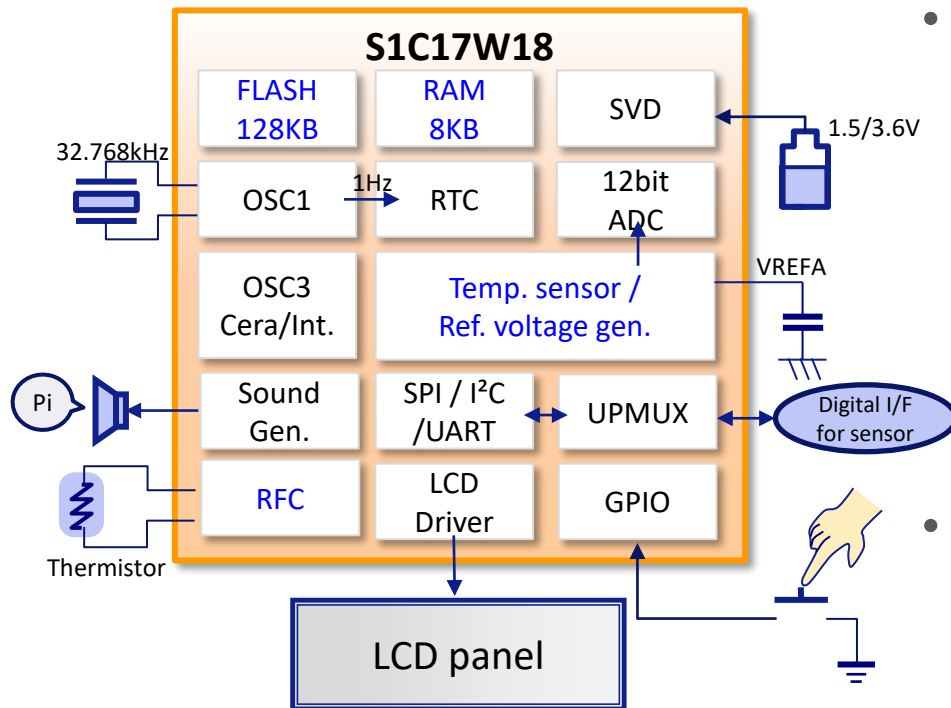 S1C17W18
FLASH
128KB
RAM
8KB
SVD
1.5/3.6V
32.768kHz
OSC1
1Hz
RTC
12bit
ADC
OSC3
Cera/Int.
Temp. sensor /
Ref. voltage gen.
VREFA
Pi
Sound
Gen.
SPI / I²C
/UART
UPMUX
Digital I/F
for sensor
RFC
LCD
Driver
GPIO
Thermistor
LCD panel